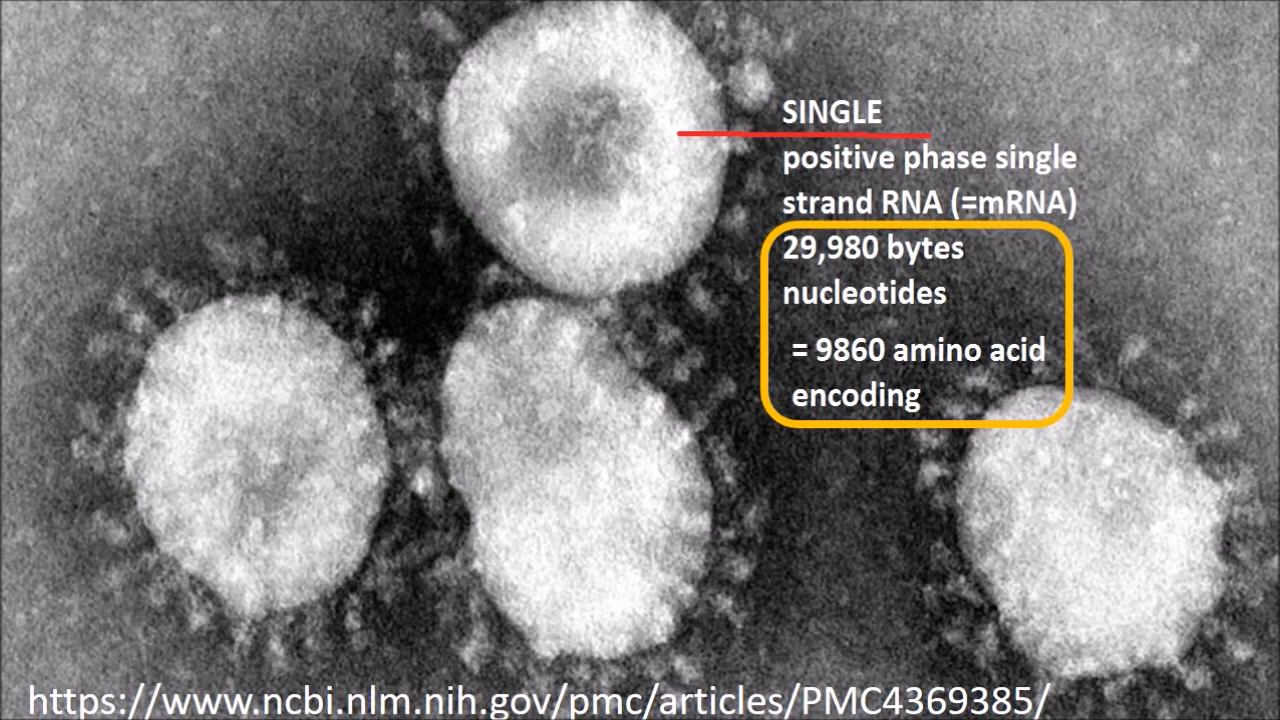 SINGLE
positive phase single
strand RNA (=mRNA)
29,980 bytes
nucleotides
= 9860 amino acid
encoding
https://www.ncbi.nlm.nih.gov/pmc/articles/PMC4369385/